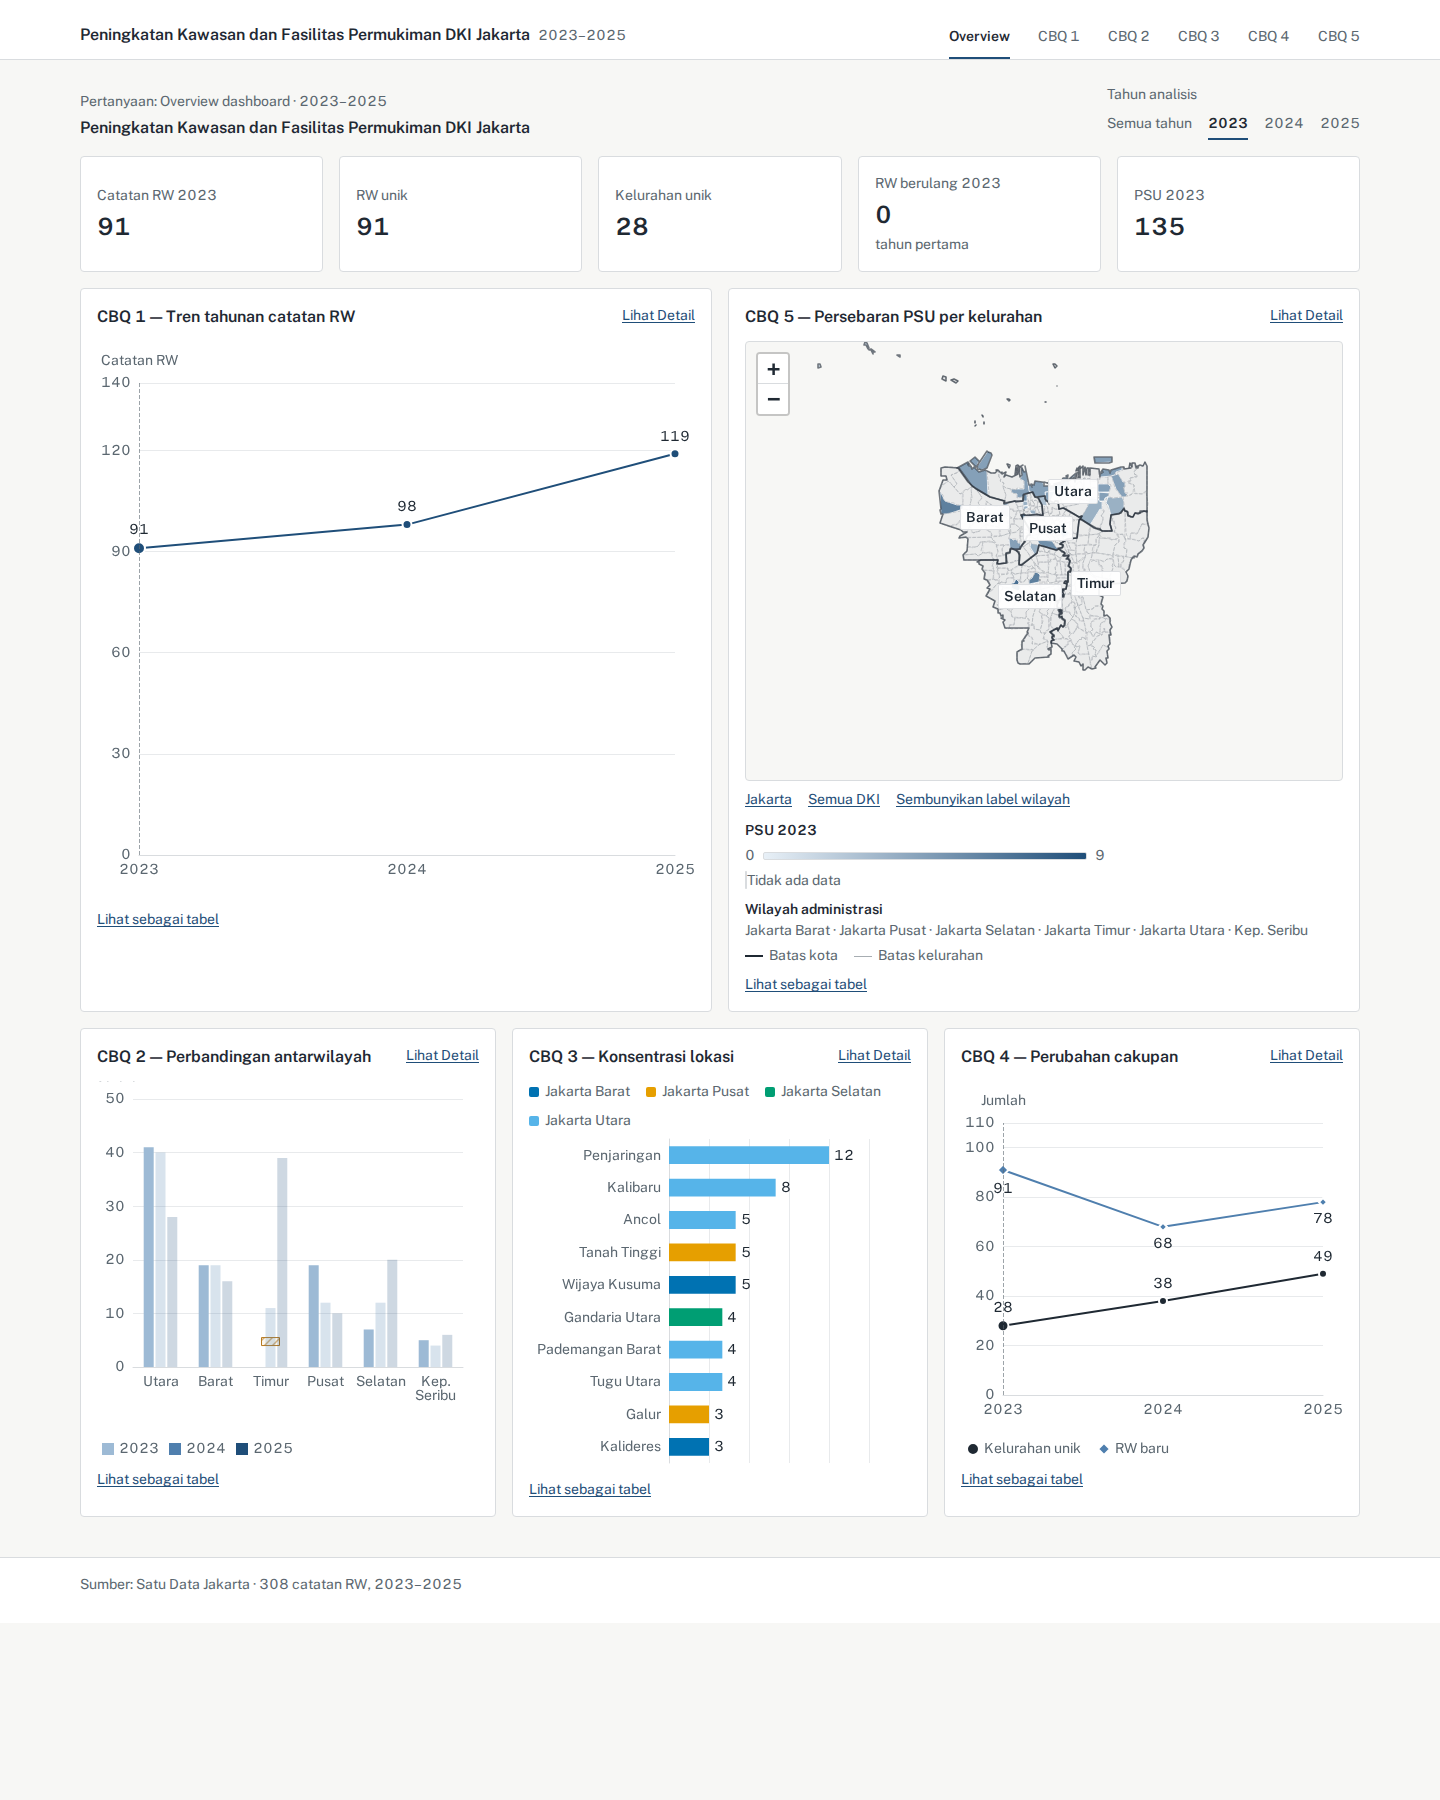 Peningkatan Kawasan dan Fasilitas Permukiman DKI Jakarta 2023–2025
Overview CBQ 1 CBQ 2 CBQ 3 CBQ 4 CBQ 5
Pertanyaan: Overview dashboard · 2023–2025
Peningkatan Kawasan dan Fasilitas Permukiman DKI Jakarta
Tahun analisis
Semua tahun 2023 2024 2025
Catatan RW 2023
91
RW unik
91
Kelurahan unik
28
RW berulang 2023
0
tahun pertama
PSU 2023
135
CBQ 1 — Tren tahunan catatan RW
Lihat Detail
Catatan RW
140
120
90
60
30
0
91
98
119
2023 2024 2025
Lihat sebagai tabel
CBQ 5 — Persebaran PSU per kelurahan
Lihat Detail
+
−
Utara
Barat
Pusat
Timur
Selatan
Jakarta Semua DKI Sembunyikan label wilayah
PSU 2023
0 9
Tidak ada data
Wilayah administrasi
Jakarta Barat · Jakarta Pusat · Jakarta Selatan · Jakarta Timur · Jakarta Utara · Kep. Seribu
Batas kota Batas kelurahan
Lihat sebagai tabel
CBQ 2 — Perbandingan antarwilayah
Lihat Detail
50
40
30
20
10
0
Utara Barat Timur Pusat Selatan Kep.
Seribu
2023 2024 2025
Lihat sebagai tabel
CBQ 3 — Konsentrasi lokasi
Lihat Detail
Jakarta Barat Jakarta Pusat Jakarta Selatan
Jakarta Utara
Penjaringan 12
Kalibaru 8
Ancol 5
Tanah Tinggi 5
Wijaya Kusuma 5
Gandaria Utara 4
Pademangan Barat 4
Tugu Utara 4
Galur 3
Kalideres 3
Lihat sebagai tabel
CBQ 4 — Perubahan cakupan
Lihat Detail
Jumlah
110
100
80
60
40
20
0
91
68
78
28
38
49
2023 2024 2025
Kelurahan unik RW baru
Lihat sebagai tabel
Sumber: Satu Data Jakarta · 308 catatan RW, 2023–2025